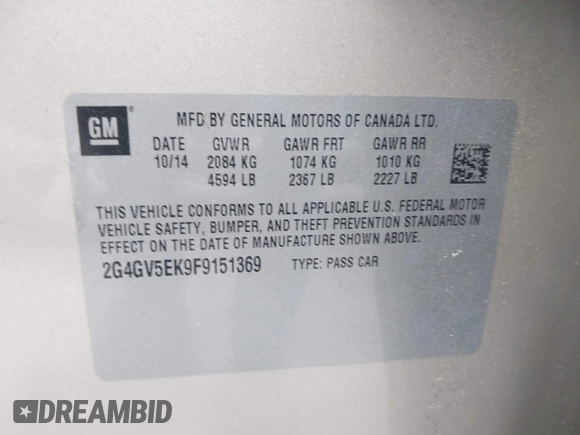 GM
MFD BY GENERAL MOTORS OF CANADA LTD.
DATE GVWR GAWR FRT GAWR RR
10/14 2084 KG 1074 KG 1010 KG
4594 LB 2367 LB 2227 LB
THIS VEHICLE CONFORMS TO ALL APPLICABLE U.S. FEDERAL MOTOR
VEHICLE SAFETY, BUMPER, AND THEFT PREVENTION STANDARDS IN
EFFECT ON THE DATE OF MANUFACTURE SHOWN ABOVE.
2G4GV5EK9F9151369 TYPE: PASS CAR
DREAMBID